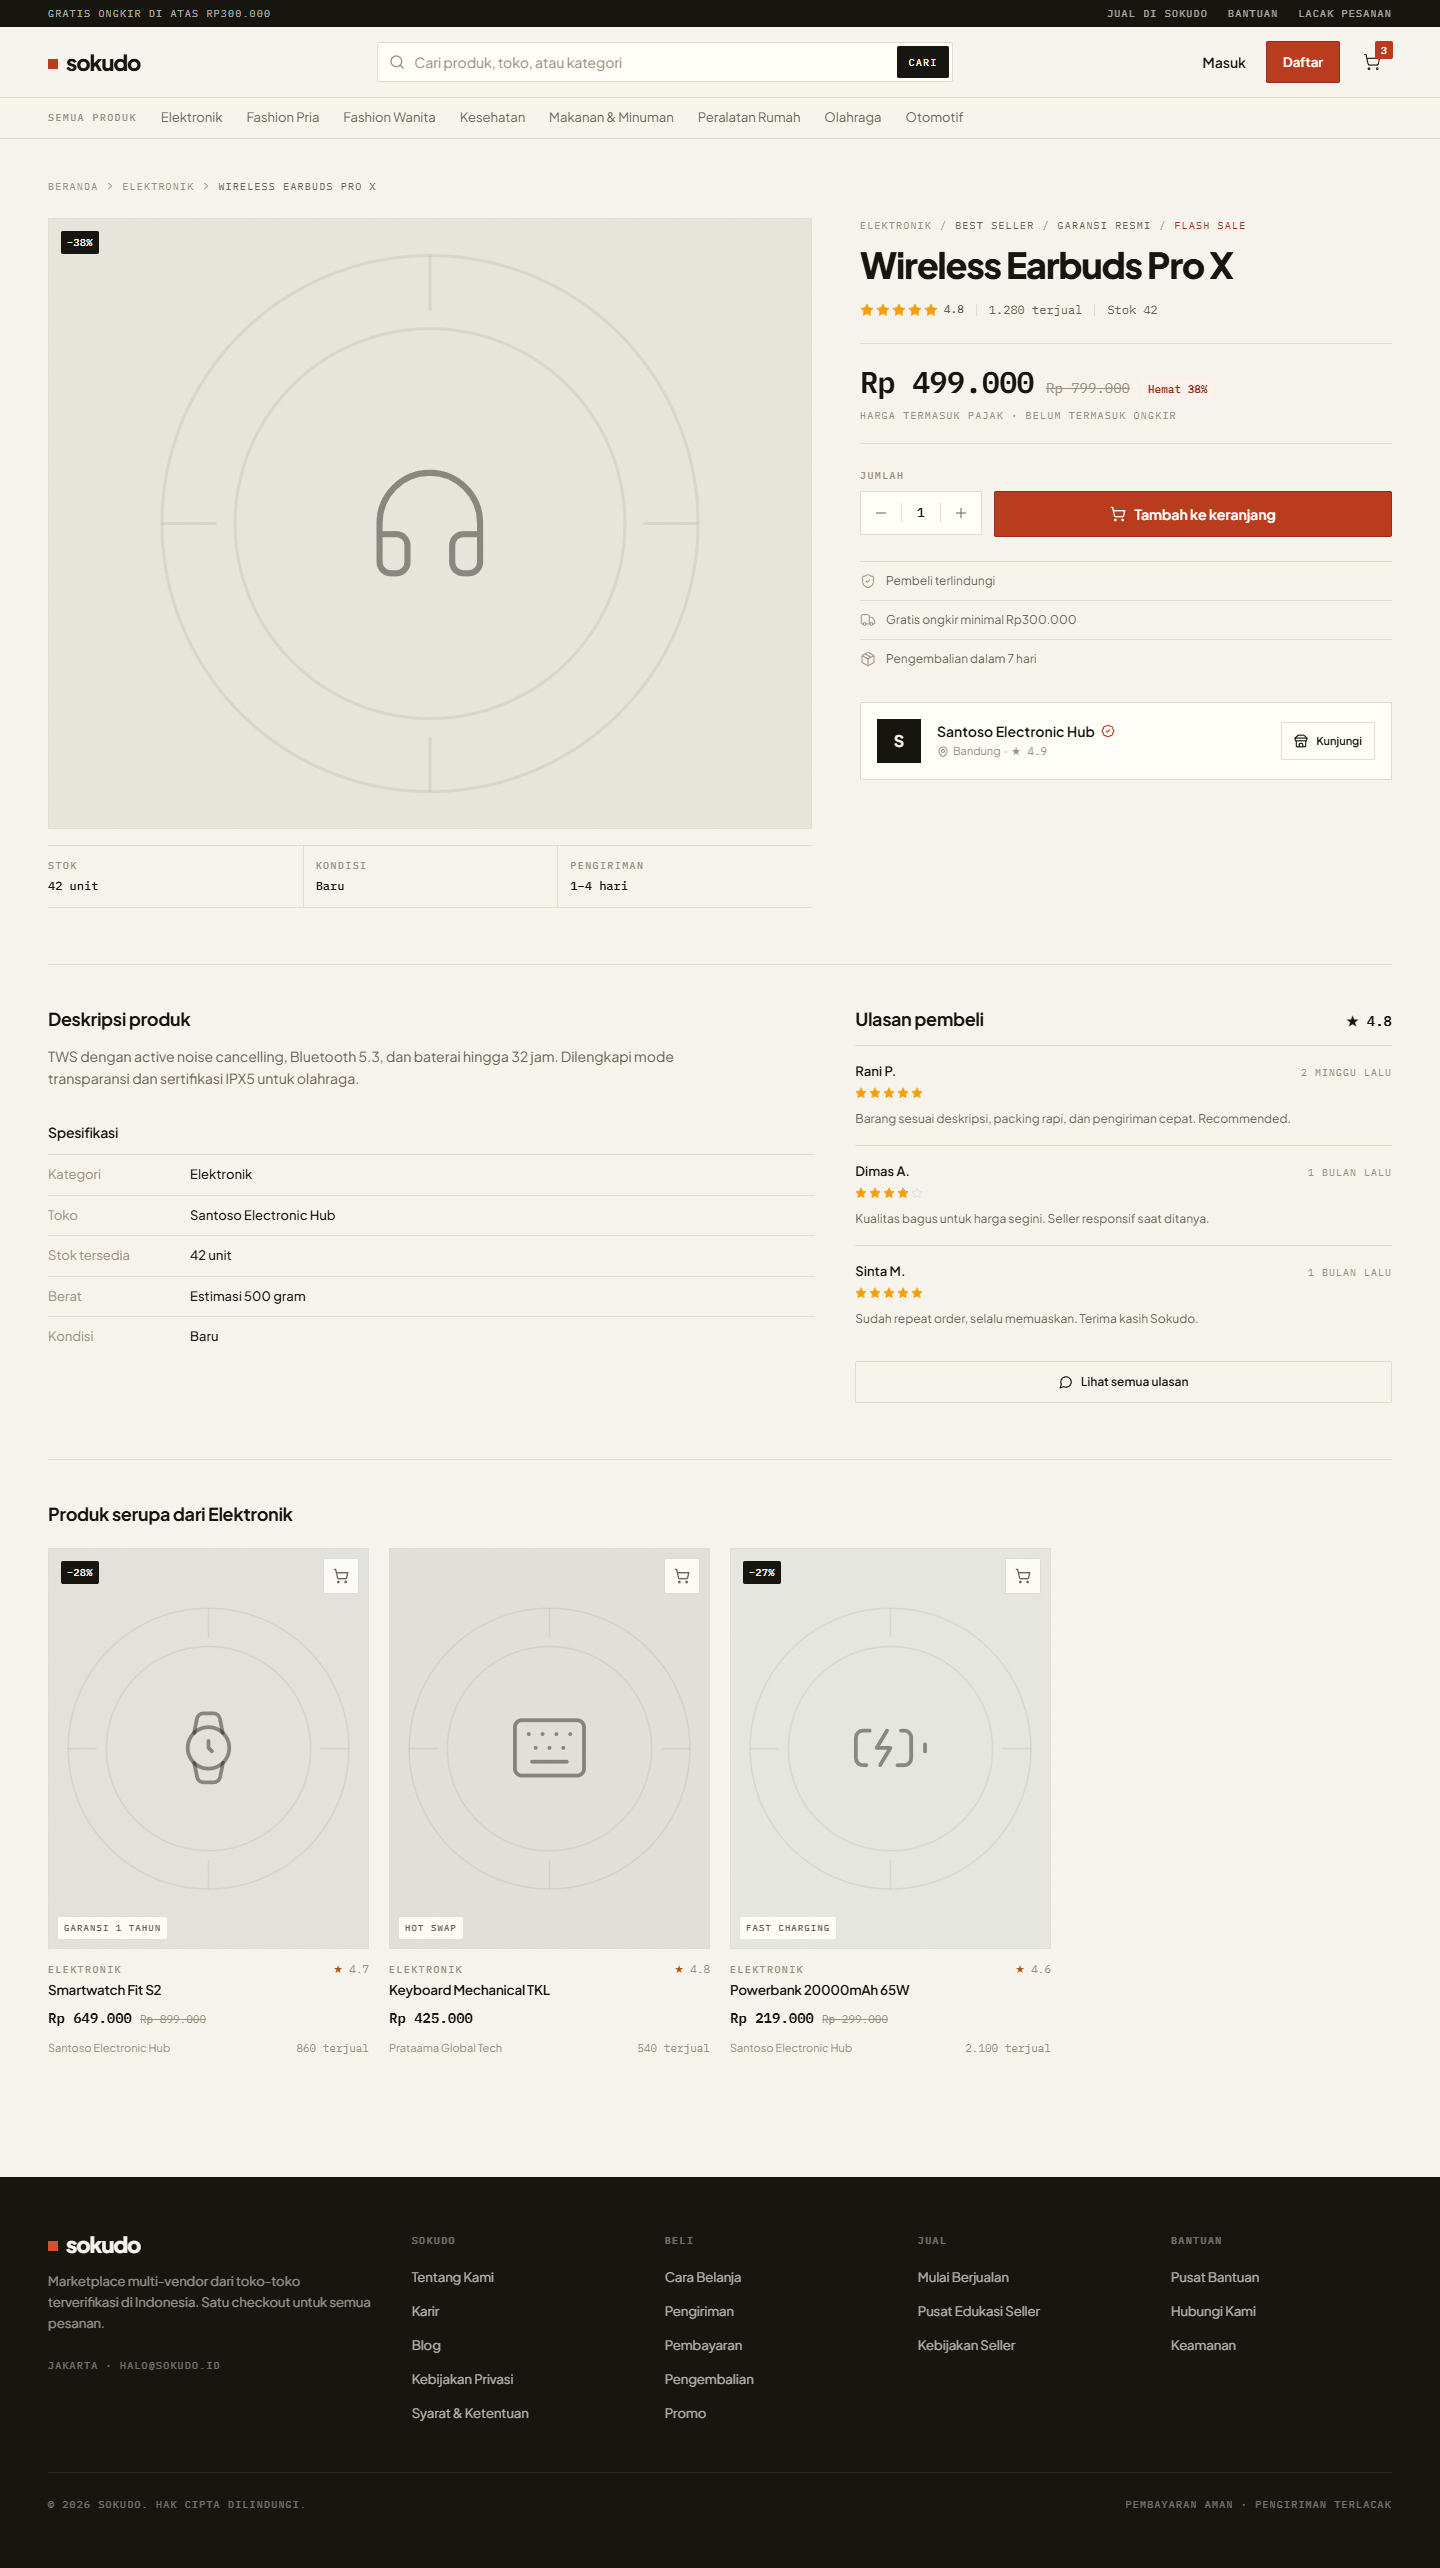 GRATIS ONGKIR DI ATAS RP300.000
JUAL DI SOKUDO BANTUAN LACAK PESANAN
sokudo
Cari produk, toko, atau kategori
CARI
Masuk
Daftar
3
SEMUA PRODUK Elektronik Fashion Pria Fashion Wanita Kesehatan Makanan & Minuman Peralatan Rumah Olahraga Otomotif
BERANDA > ELEKTRONIK > WIRELESS EARBUDS PRO X
-38%
ELEKTRONIK / BEST SELLER / GARANSI RESMI / FLASH SALE
Wireless Earbuds Pro X
4.8 1.280 terjual Stok 42
Rp 499.000 Rp 799.000 Hemat 38%
HARGA TERMASUK PAJAK · BELUM TERMASUK ONGKIR
JUMLAH
1
Tambah ke keranjang
Pembeli terlindungi
Gratis ongkir minimal Rp300.000
Pengembalian dalam 7 hari
S
Santoso Electronic Hub
Bandung · ★ 4.9
Kunjungi
STOK
42 unit
KONDISI
Baru
PENGIRIMAN
1–4 hari
Deskripsi produk
TWS dengan active noise cancelling, Bluetooth 5.3, dan baterai hingga 32 jam. Dilengkapi mode
transparansi dan sertifikasi IPX5 untuk olahraga.
Spesifikasi
Kategori Elektronik
Toko Santoso Electronic Hub
Stok tersedia 42 unit
Berat Estimasi 500 gram
Kondisi Baru
Ulasan pembeli ★ 4.8
Rani P. 2 MINGGU LALU
Barang sesuai deskripsi, packing rapi, dan pengiriman cepat. Recommended.
Dimas A. 1 BULAN LALU
Kualitas bagus untuk harga segini. Seller responsif saat ditanya.
Sinta M. 1 BULAN LALU
Sudah repeat order, selalu memuaskan. Terima kasih Sokudo.
Lihat semua ulasan
Produk serupa dari Elektronik
-28%
GARANSI 1 TAHUN
ELEKTRONIK ★ 4.7
Smartwatch Fit S2
Rp 649.000 Rp 899.000
Santoso Electronic Hub 860 terjual
HOT SWAP
ELEKTRONIK ★ 4.8
Keyboard Mechanical TKL
Rp 425.000
Prataama Global Tech 540 terjual
-27%
FAST CHARGING
ELEKTRONIK ★ 4.6
Powerbank 20000mAh 65W
Rp 219.000 Rp 299.000
Santoso Electronic Hub 2.100 terjual
sokudo
Marketplace multi-vendor dari toko-toko
terverifikasi di Indonesia. Satu checkout untuk semua
pesanan.
JAKARTA · HALO@SOKUDO.ID
SOKUDO
Tentang Kami
Karir
Blog
Kebijakan Privasi
Syarat & Ketentuan
BELI
Cara Belanja
Pengiriman
Pembayaran
Pengembalian
Promo
JUAL
Mulai Berjualan
Pusat Edukasi Seller
Kebijakan Seller
BANTUAN
Pusat Bantuan
Hubungi Kami
Keamanan
© 2026 SOKUDO. HAK CIPTA DILINDUNGI.
PEMBAYARAN AMAN · PENGIRIMAN TERLACAK